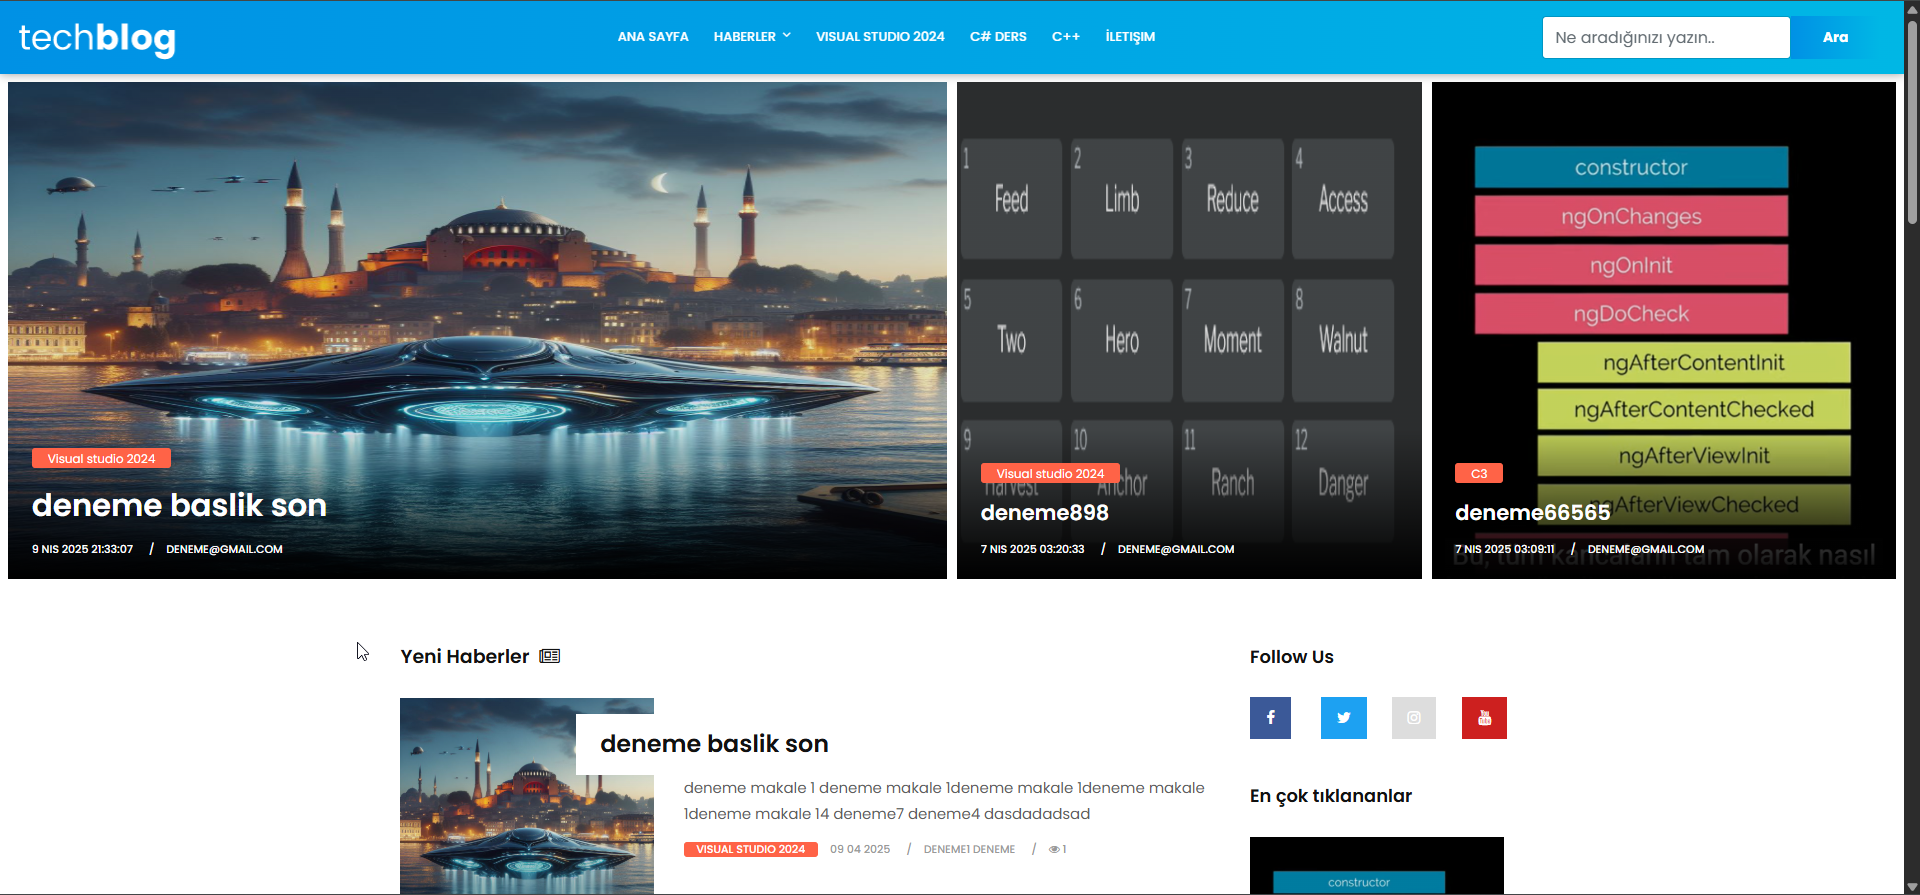 techblog
ANA SAYFA
HABERLER
VISUAL STUDIO 2024
C# DERS
C++
İLETIŞIM
Ne aradığınızı yazın..
Ara
Visual studio 2024
deneme baslik son
9 NIS 2025 21:33:07 / DENEME@GMAIL.COM
1 Feed
2 Limb
3 Reduce
4 Access
5 Two
6 Hero
7 Moment
8 Walnut
9 Harvest
10 Anchor
11 Ranch
12 Danger
Visual studio 2024
deneme898
7 NIS 2025 03:20:33 / DENEME@GMAIL.COM
constructor
ngOnChanges
ngOnInit
ngDoCheck
ngAfterContentInit
ngAfterContentChecked
ngAfterViewInit
ngAfterViewChecked
C3
deneme66565
7 NIS 2025 03:09:11 / DENEME@GMAIL.COM
Bu, tüm kancaların tam olarak nasıl
Yeni Haberler
deneme baslik son
deneme makale 1 deneme makale 1deneme makale 1deneme makale
1deneme makale 14 deneme7 deneme4 dasdadadsad
VISUAL STUDIO 2024 09 04 2025 / DENEME1 DENEME / 1
Follow Us
You Tube
En çok tıklananlar
constructor